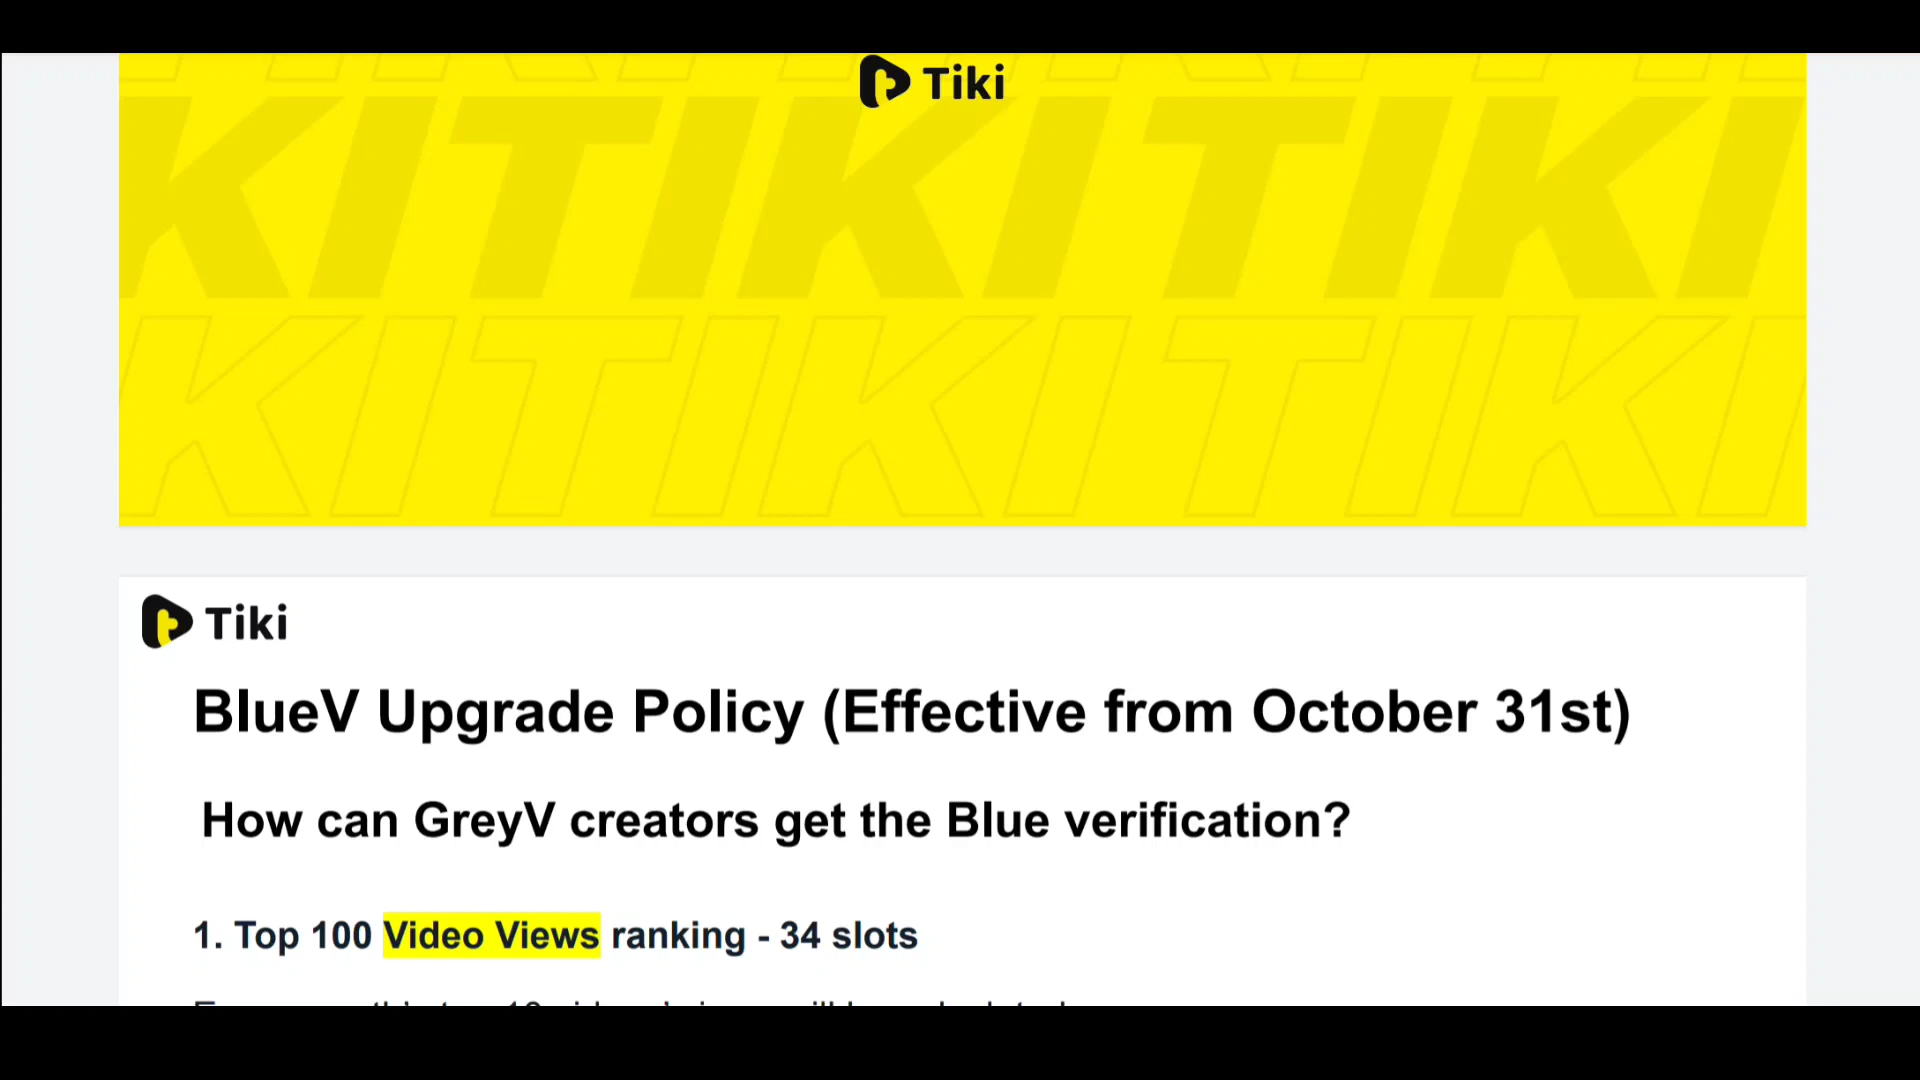 Tiki
KITIKITIKI
KITIKITIKI
Tiki
BlueV Upgrade Policy (Effective from October 31st)
How can GreyV creators get the Blue verification?
1. Top 100 Video Views ranking - 34 slots